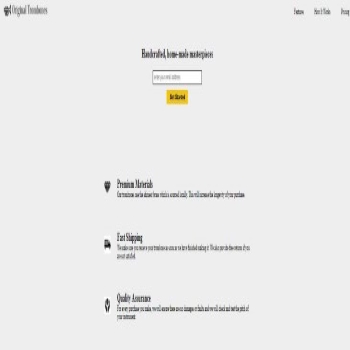 Original Trombones
Features
How It Works
Pricing
Handcrafted, home-made masterpieces
enter your email address
Get Started
Premium Materials
Our trombones use the shiniest brass which is sourced locally. This will increase the longevity of your purchase.
Fast Shipping
We make sure you receive your trombone as soon as we have finished making it. We also provide free returns if you
are not satisfied.
Quality Assurance
For every purchase you make, we will ensure there are no damages or faults and we will check and test the pitch of
your instrument.